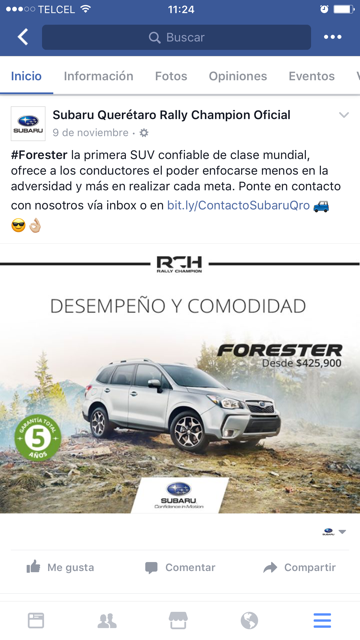 TELCEL 11:24
Buscar
Inicio Información Fotos Opiniones Eventos
SUBARU
Subaru Querétaro Rally Champion Oficial
9 de noviembre
#Forester la primera SUV confiable de clase mundial,
ofrece a los conductores el poder enfocarse menos en la
adversidad y más en realizar cada meta. Ponte en contacto
con nosotros vía inbox o en bit.ly/ContactoSubaruQro 🚙
😎👌🏼
RCH
RALLY CHAMPION
DESEMPEÑO Y COMODIDAD
FORESTER
Desde $425,900
GARANTÍA TOTAL
5
AÑOS
SUBARU
Confidence in Motion
Me gusta Comentar Compartir